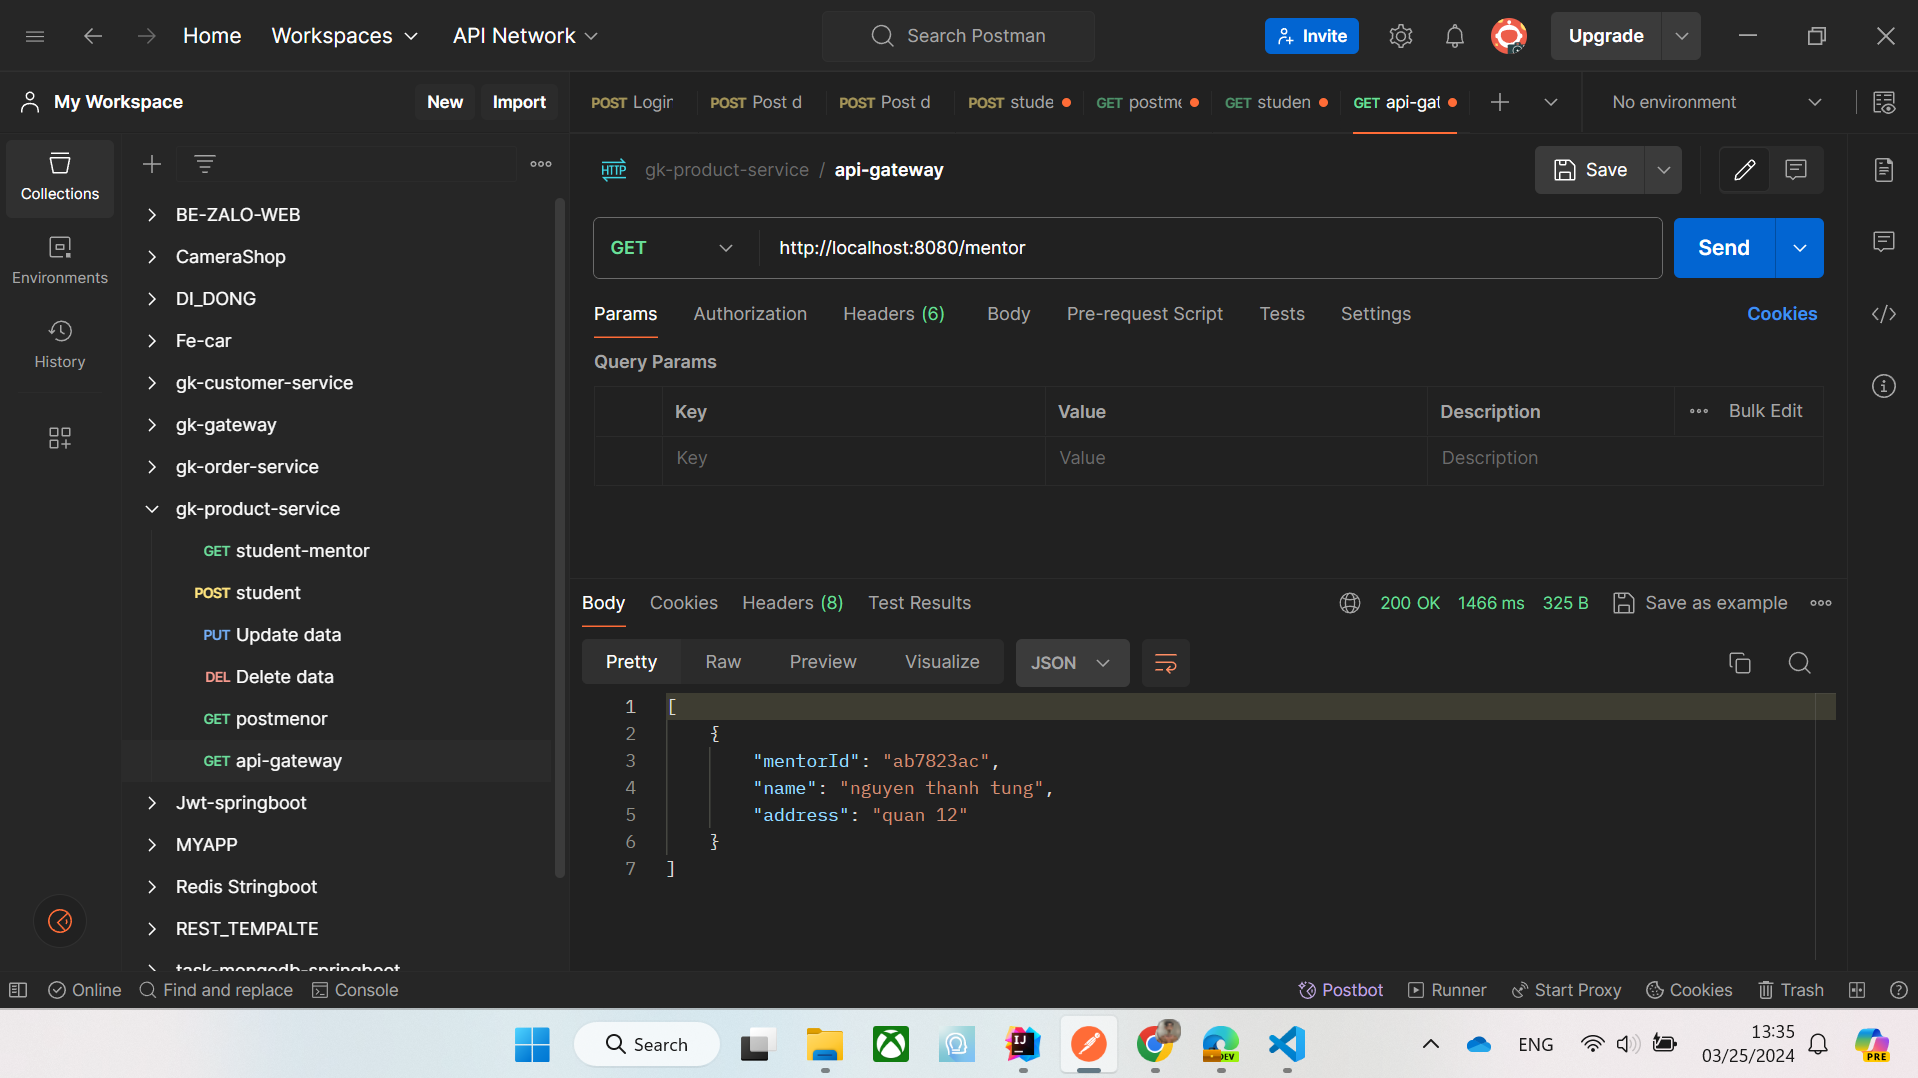 Home Workspaces API Network Search Postman Invite Upgrade
My Workspace New Import
POST Login POST Post d POST Post d POST stude GET postme GET studen GET api-gat No environment
Collections
Environments
History
BE-ZALO-WEB
CameraShop
DI_DONG
Fe-car
gk-customer-service
gk-gateway
gk-order-service
gk-product-service
GET student-mentor
POST student
PUT Update data
DEL Delete data
GET postmenor
GET api-gateway
Jwt-springboot
MYAPP
Redis Stringboot
REST_TEMPALTE
task-mongodb-springboot
HTTP gk-product-service / api-gateway Save
GET http://localhost:8080/mentor Send
Params Authorization Headers (6) Body Pre-request Script Tests Settings Cookies
Query Params
Key Value Description Bulk Edit
Key Value Description
Body Cookies Headers (8) Test Results 200 OK 1466 ms 325 B Save as example
Pretty Raw Preview Visualize JSON
1 [
2 {
3 "mentorId": "ab7823ac",
4 "name": "nguyen thanh tung",
5 "address": "quan 12"
6 }
7 ]
Online Find and replace Console Postbot Runner Start Proxy Cookies Trash
Search IJ DEV ENG 13:35 PRE
03/25/2024